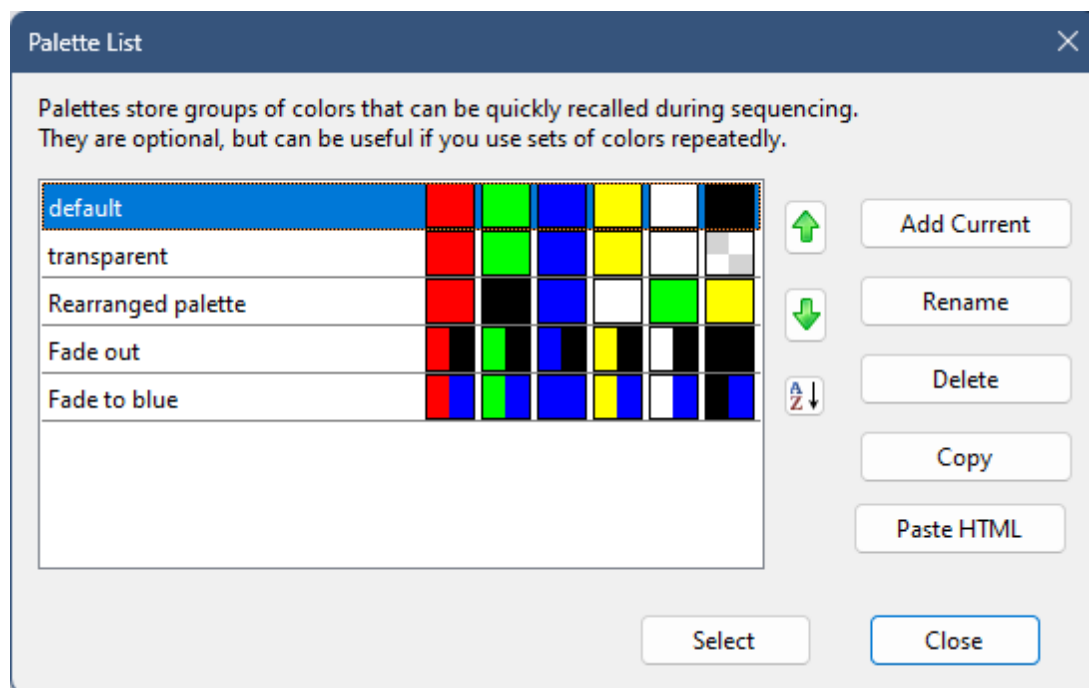 Palette List
Palettes store groups of colors that can be quickly recalled during sequencing.
They are optional, but can be useful if you use sets of colors repeatedly.
default
transparent
Rearranged palette
Fade out
Fade to blue
A
Z
Add Current
Rename
Delete
Copy
Paste HTML
Select
Close